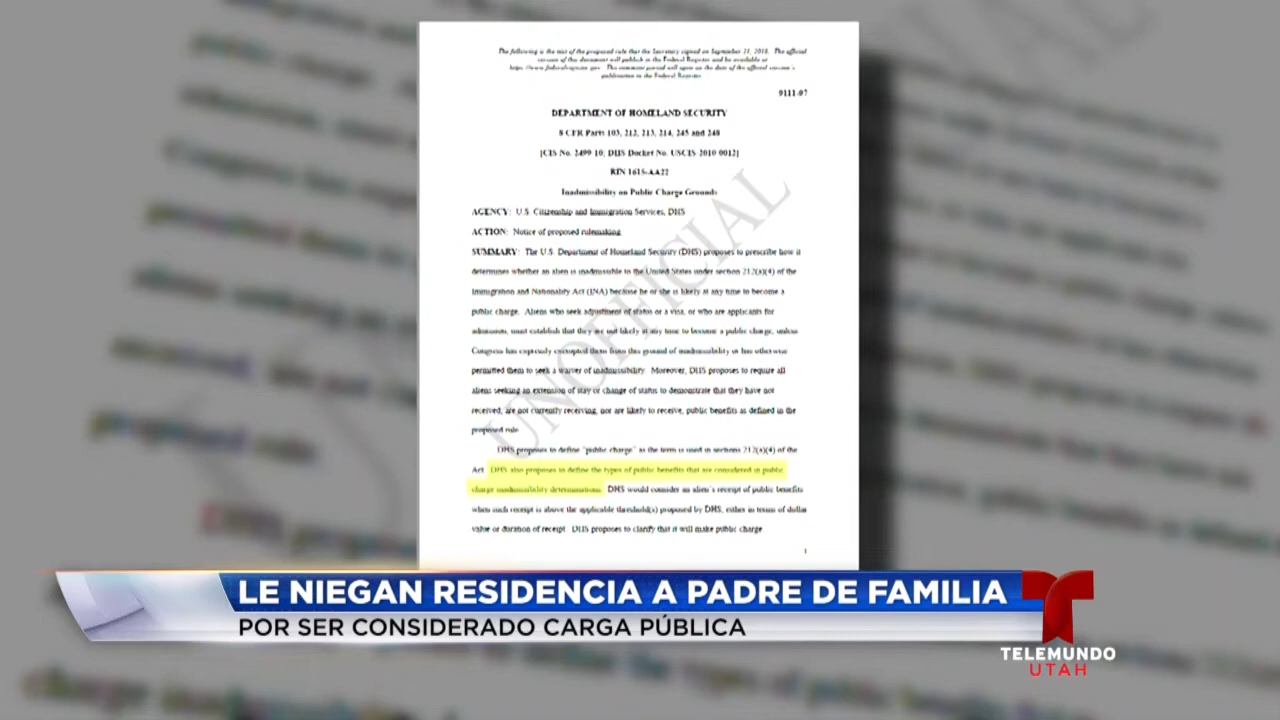 The following is the text of the proposed rule that the Secretary signed on September 21, 2018. The official
version of this document will publish in the Federal Register and be available at
https://www.federalregister.gov. The comment period will open on the date of the official version's
publication in the Federal Register
9111-97
DEPARTMENT OF HOMELAND SECURITY
8 CFR Parts 103, 212, 213, 214, 245 and 248
[CIS No. 2499-10; DHS Docket No. USCIS-2010-0012]
RIN 1615-AA22
Inadmissibility on Public Charge Grounds
AGENCY: U.S. Citizenship and Immigration Services, DHS
ACTION: Notice of proposed rulemaking.
SUMMARY: The U.S. Department of Homeland Security (DHS) proposes to prescribe how it
determines whether an alien is inadmissible to the United States under section 212(a)(4) of the
Immigration and Nationality Act (INA) because he or she is likely at any time to become a
public charge. Aliens who seek adjustment of status or a visa, or who are applicants for
admission, must establish that they are not likely at any time to become a public charge, unless
Congress has expressly exempted them from this ground of inadmissibility or has otherwise
permitted them to seek a waiver of inadmissibility. Moreover, DHS proposes to require all
aliens seeking an extension of stay or change of status to demonstrate that they have not
received, are not currently receiving, nor are likely to receive, public benefits as defined in the
proposed rule.
DHS proposes to define "public charge" as the term is used in sections 212(a)(4) of the
Act. DHS also proposes to define the types of public benefits that are considered in public
charge inadmissibility determinations. DHS would consider an alien's receipt of public benefits
when such receipt is above the applicable threshold(s) proposed by DHS, either in terms of dollar
value or duration of receipt. DHS proposes to clarify that it will make public charge
1
UNOFFICIAL
LE NIEGAN RESIDENCIA A PADRE DE FAMILIA
POR SER CONSIDERADO CARGA PÚBLICA
TELEMUNDO
UTAH